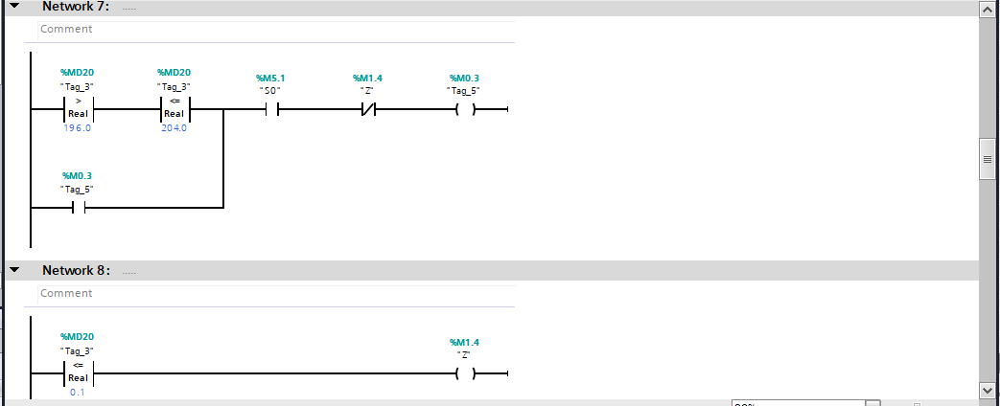 Network 7: .....
Comment
%MD20 %MD20 %M5.1 %M1.4 %M0.3
"Tag_3" "Tag_3" "S0" "Z" "Tag_5"
> <=
Real Real
196.0 204.0
%M0.3
"Tag_5"
Network 8: .....
Comment
%MD20 %M1.4
"Tag_3" "Z"
<=
Real
0.1